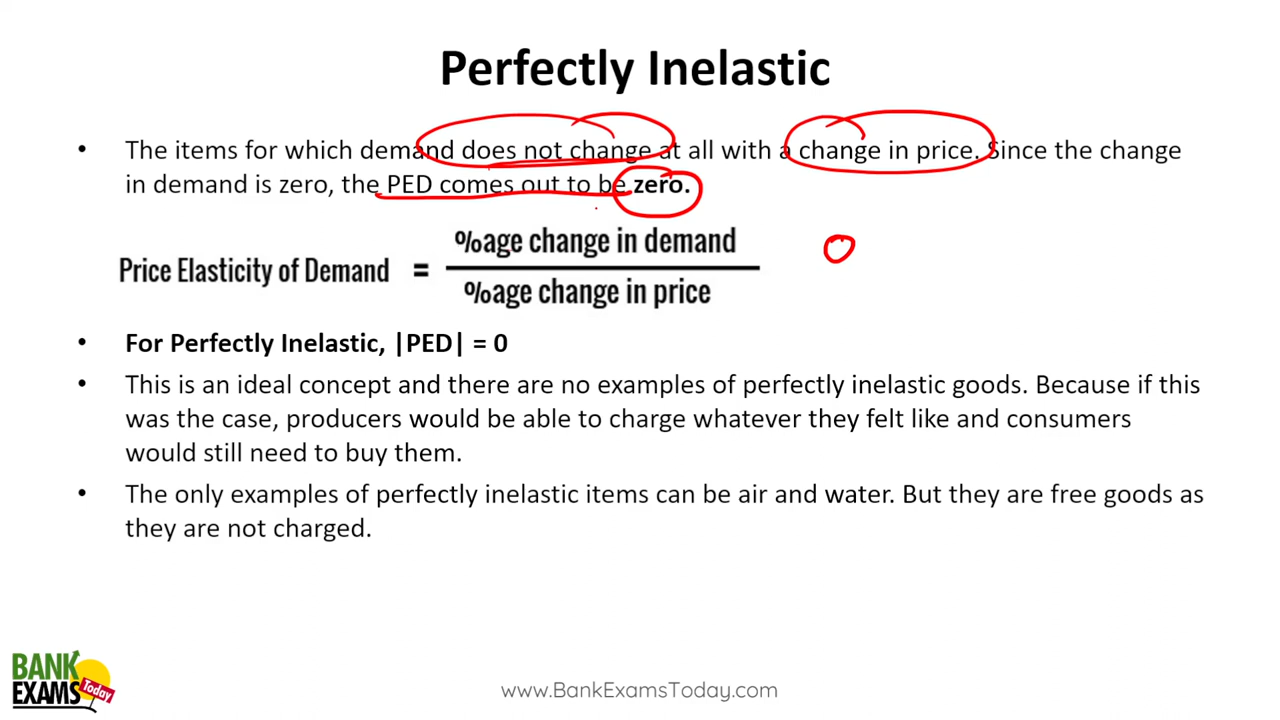 Perfectly Inelastic
• The items for which demand does not change at all with a change in price. Since the change
in demand is zero, the PED comes out to be zero.
Price Elasticity of Demand = %age change in demand
%age change in price
0
• For Perfectly Inelastic, |PED| = 0
• This is an ideal concept and there are no examples of perfectly inelastic goods. Because if this
was the case, producers would be able to charge whatever they felt like and consumers
would still need to buy them.
• The only examples of perfectly inelastic items can be air and water. But they are free goods as
they are not charged.
BANK
EXAMS Today
www.BankExamsToday.com